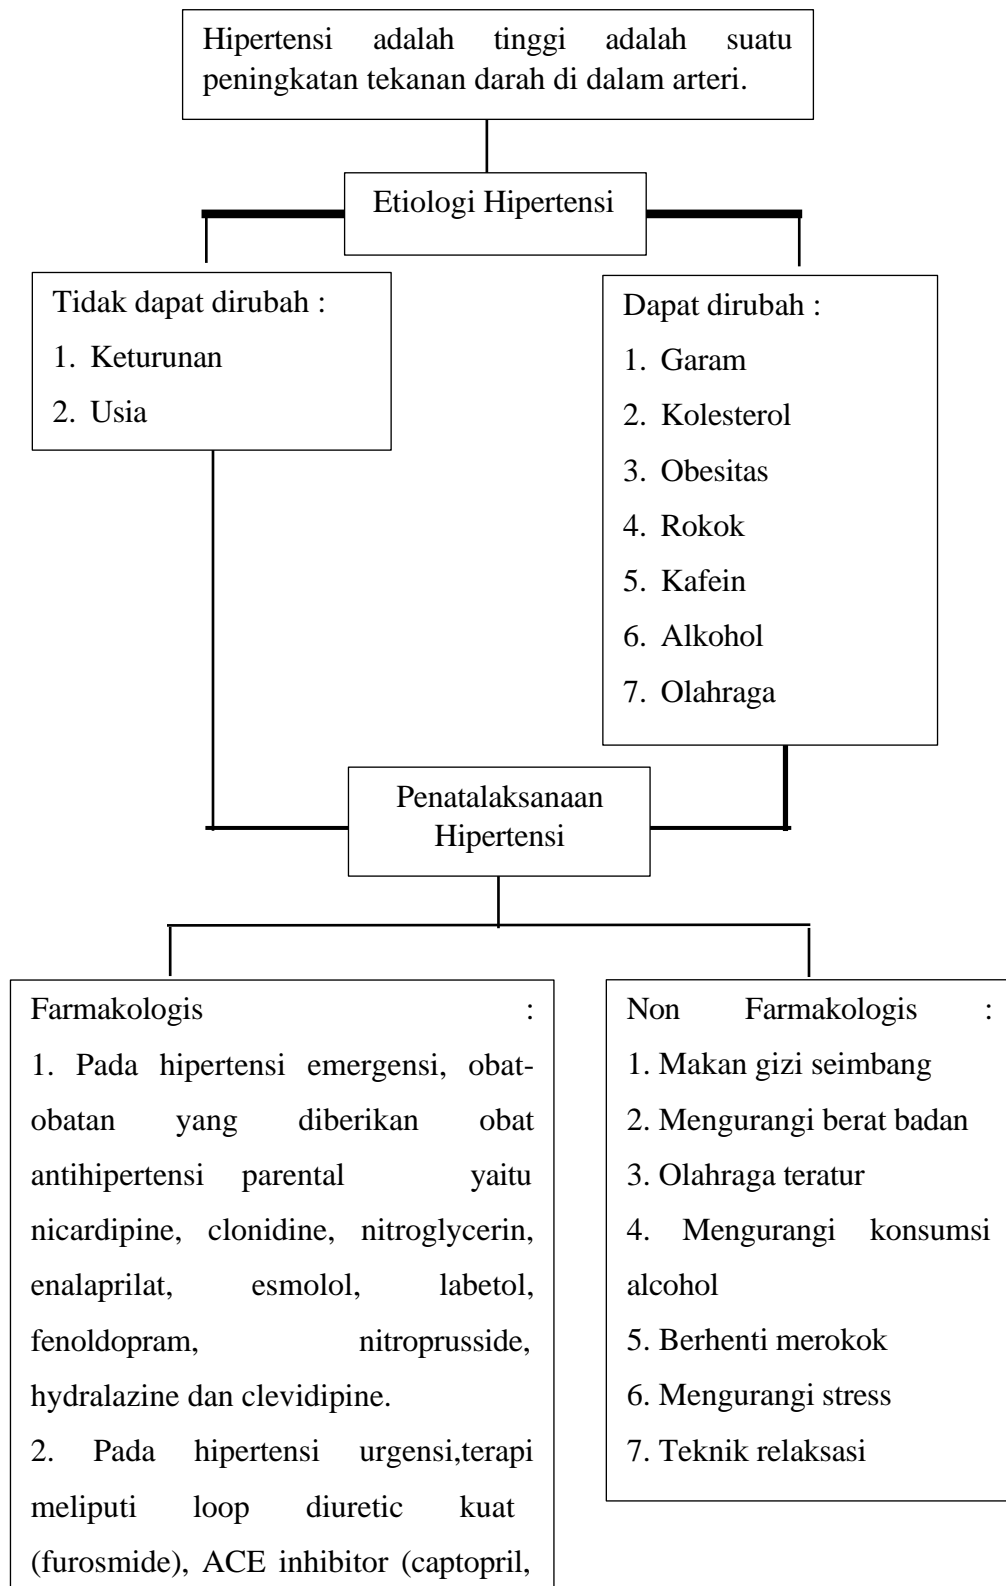 Hipertensi adalah tinggi adalah suatu
peningkatan tekanan darah di dalam arteri.
Etiologi Hipertensi
Tidak dapat dirubah :
1. Keturunan
2. Usia
Dapat dirubah :
1. Garam
2. Kolesterol
3. Obesitas
4. Rokok
5. Kafein
6. Alkohol
7. Olahraga
Penatalaksanaan
Hipertensi
Farmakologis :
1. Pada hipertensi emergensi, obat-
obatan yang diberikan obat
antihipertensi parental yaitu
nicardipine, clonidine, nitroglycerin,
enalaprilat, esmolol, labetol,
fenoldopram, nitroprusside,
hydralazine dan clevidipine.
2. Pada hipertensi urgensi,terapi
meliputi loop diuretic kuat
(furosmide), ACE inhibitor (captopril,
Non Farmakologis :
1. Makan gizi seimbang
2. Mengurangi berat badan
3. Olahraga teratur
4. Mengurangi konsumsi
alcohol
5. Berhenti merokok
6. Mengurangi stress
7. Teknik relaksasi